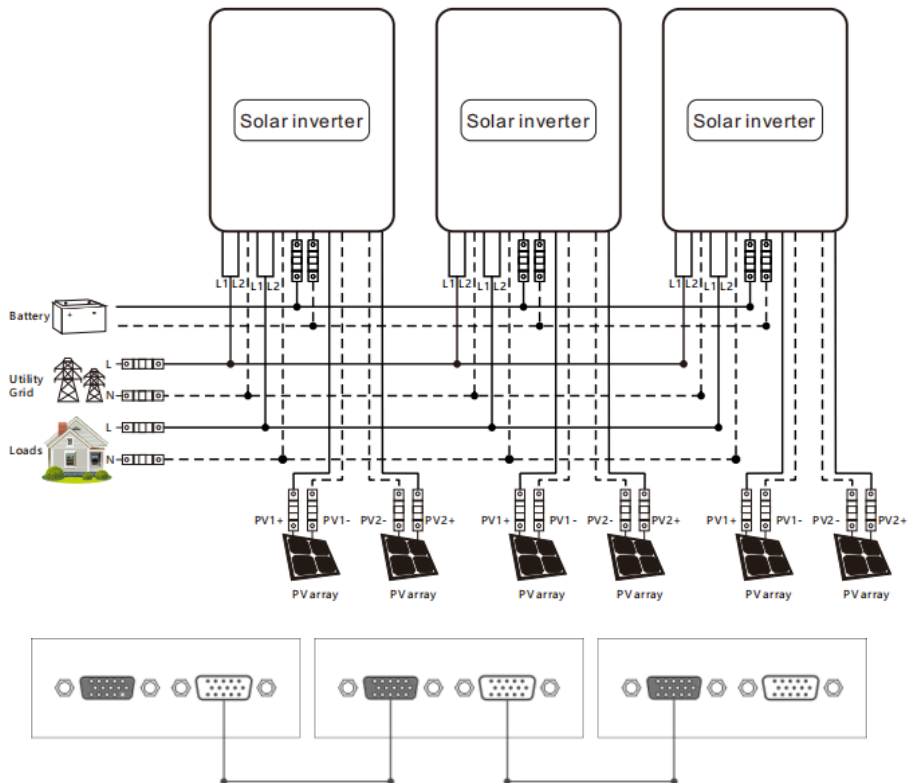 Solar inverter Solar inverter Solar inverter
L1 L2 L1 L2 L1 L2 L1 L2 L1 L2 L1 L2
Battery
L
Utility
Grid
N
L
Loads
N
PV1+ PV1- PV2- PV2+ PV1+ PV1- PV2- PV2+ PV1+ PV1- PV2- PV2+
PV array PV array PV array PV array PV array PV array